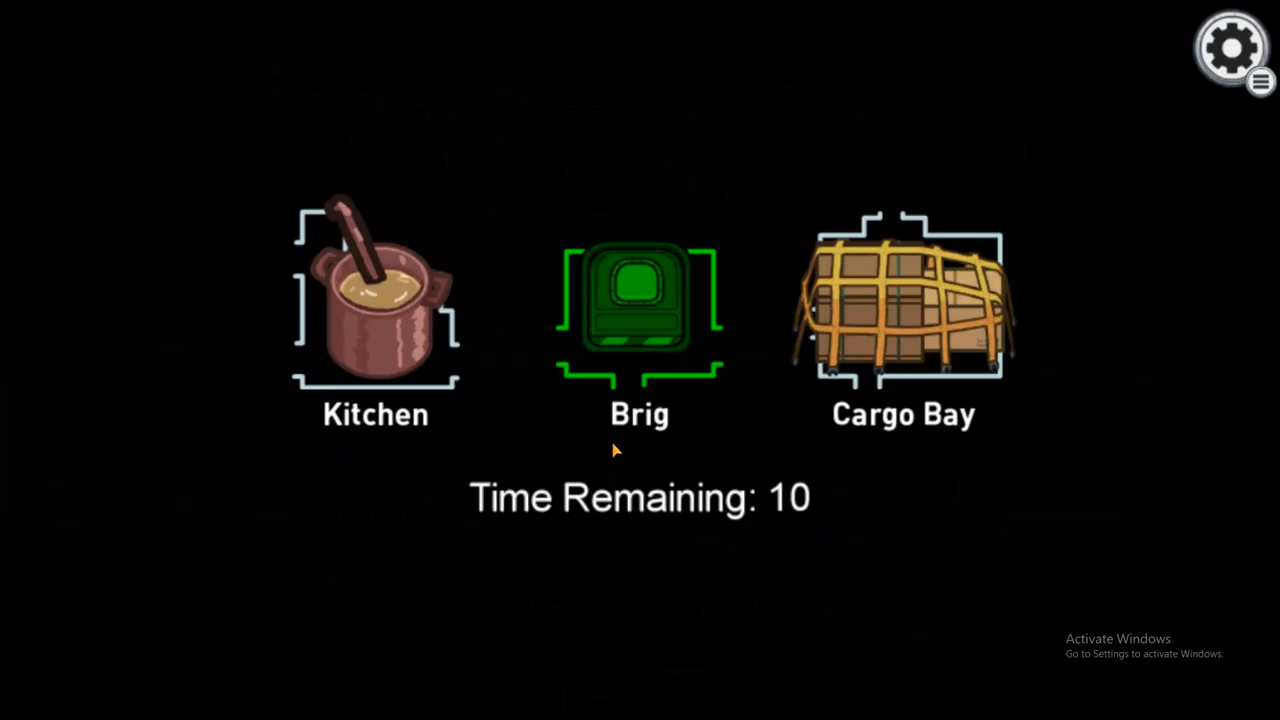 Kitchen
Brig
Cargo Bay
Time Remaining: 10
Activate Windows
Go to Settings to activate Windows.